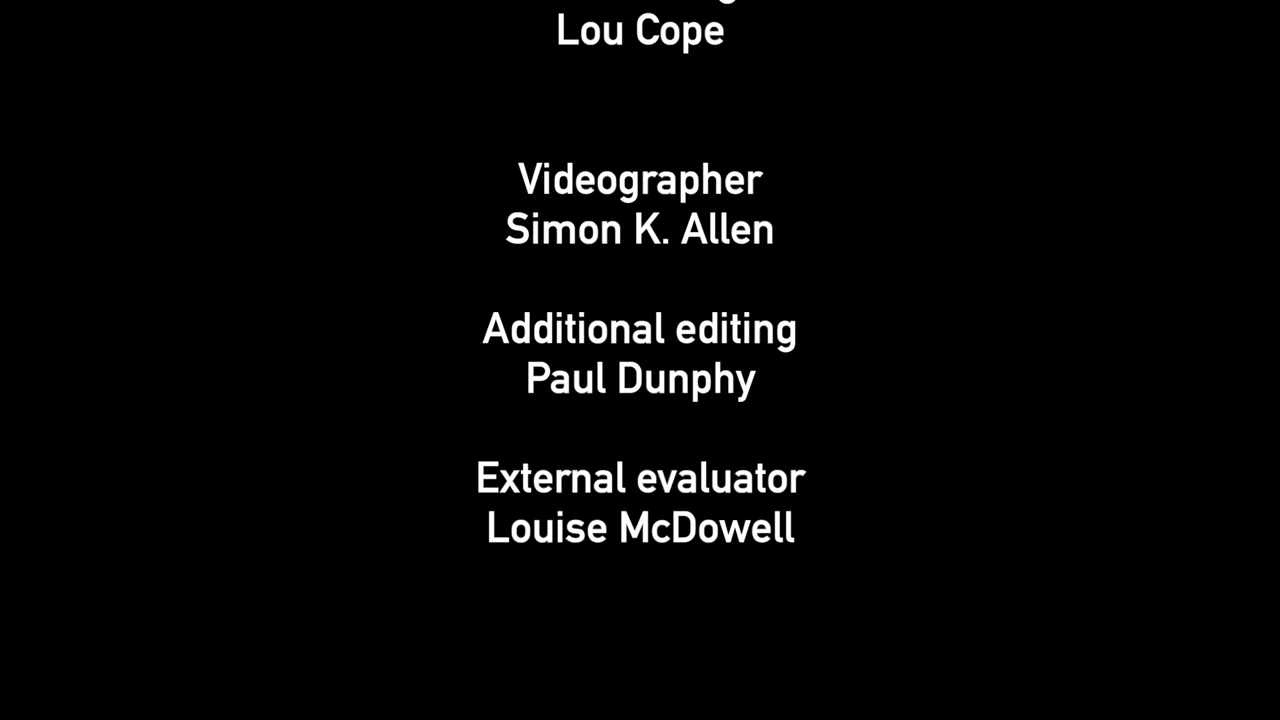 Lou Cope
Videographer
Simon K. Allen
Additional editing
Paul Dunphy
External evaluator
Louise McDowell